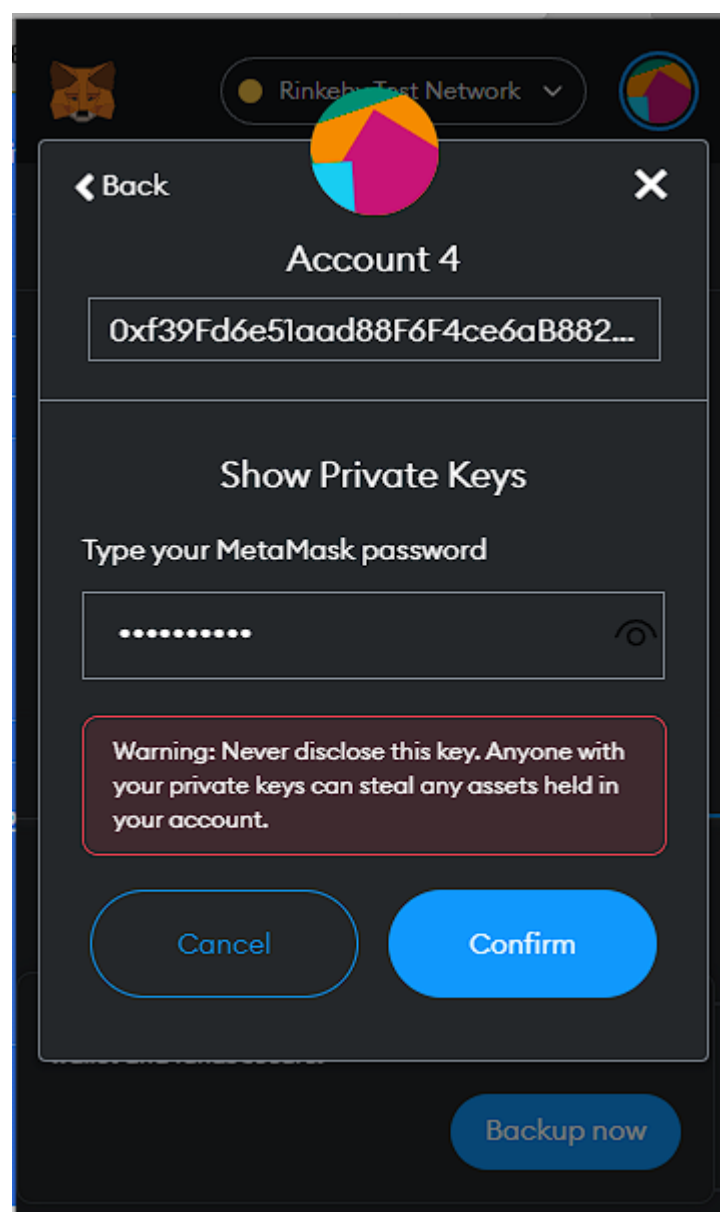 Rinkeby Test Network
Back
Account 4
0xf39Fd6e51aad88F6F4ce6aB882...
Show Private Keys
Type your MetaMask password
••••••••••
Warning: Never disclose this key. Anyone with
your private keys can steal any assets held in
your account.
Cancel
Confirm
Backup now